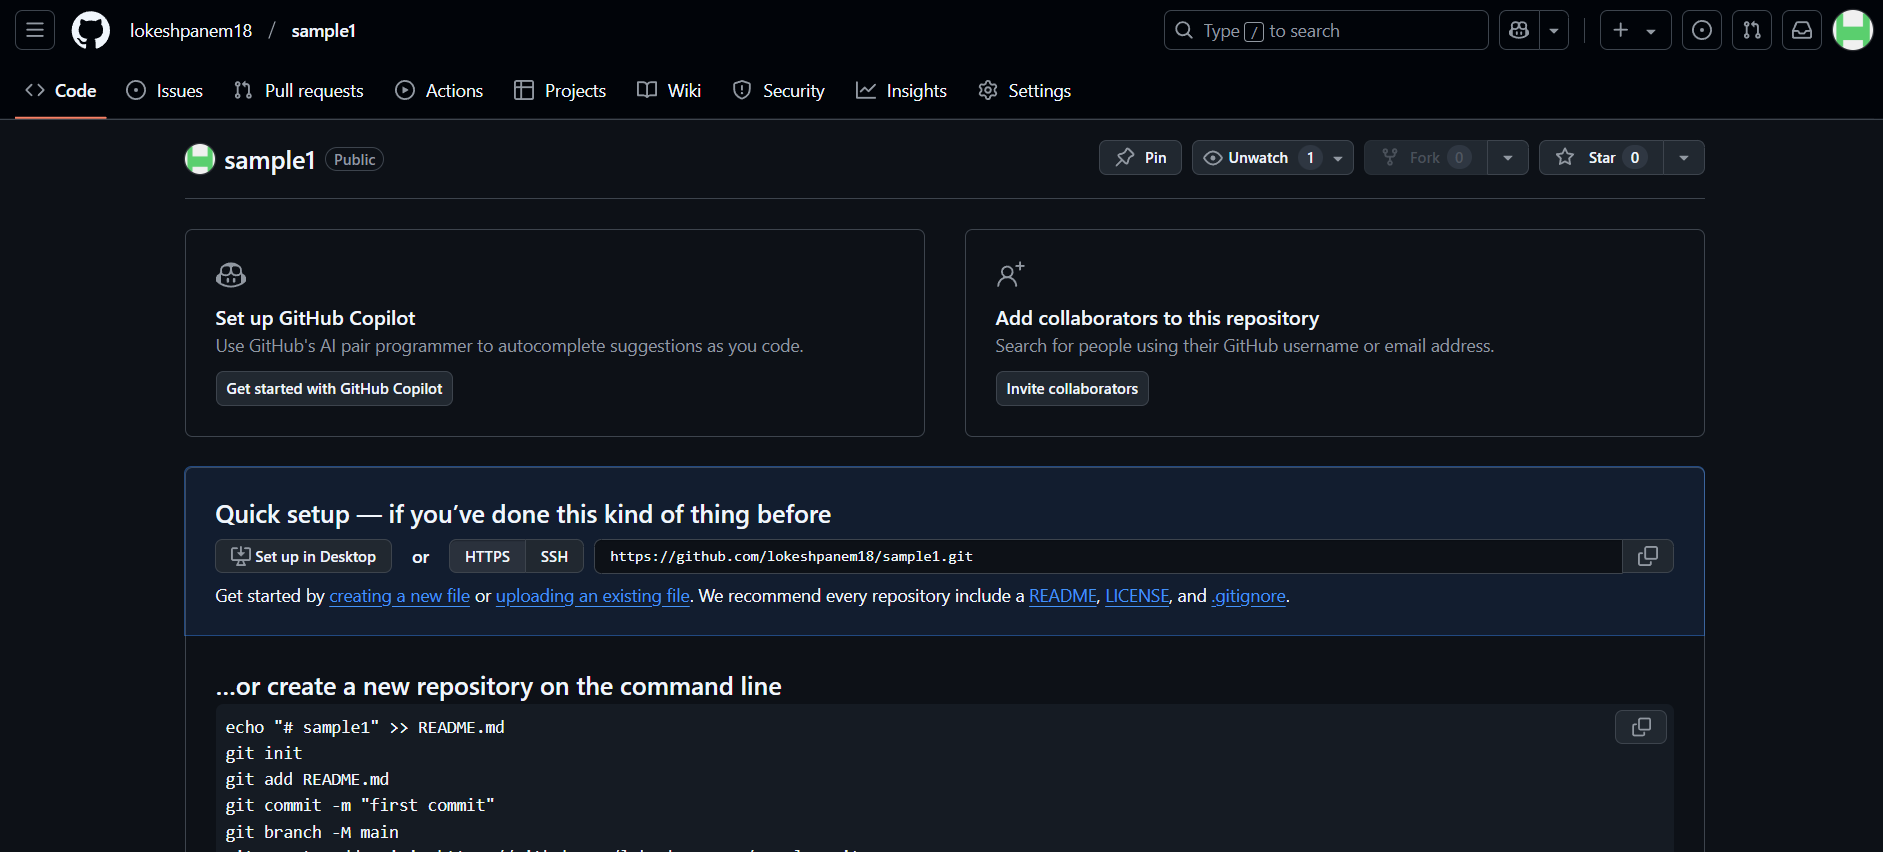 lokeshpanem18 / sample1
Type / to search
Code Issues Pull requests Actions Projects Wiki Security Insights Settings
sample1 Public
Pin Unwatch 1 Fork 0 Star 0
Set up GitHub Copilot
Use GitHub's AI pair programmer to autocomplete suggestions as you code.
Get started with GitHub Copilot
Add collaborators to this repository
Search for people using their GitHub username or email address.
Invite collaborators
Quick setup — if you’ve done this kind of thing before
Set up in Desktop or HTTPS SSH https://github.com/lokeshpanem18/sample1.git
Get started by creating a new file or uploading an existing file. We recommend every repository include a README, LICENSE, and .gitignore.
…or create a new repository on the command line
echo "# sample1" >> README.md
git init
git add README.md
git commit -m "first commit"
git branch -M main